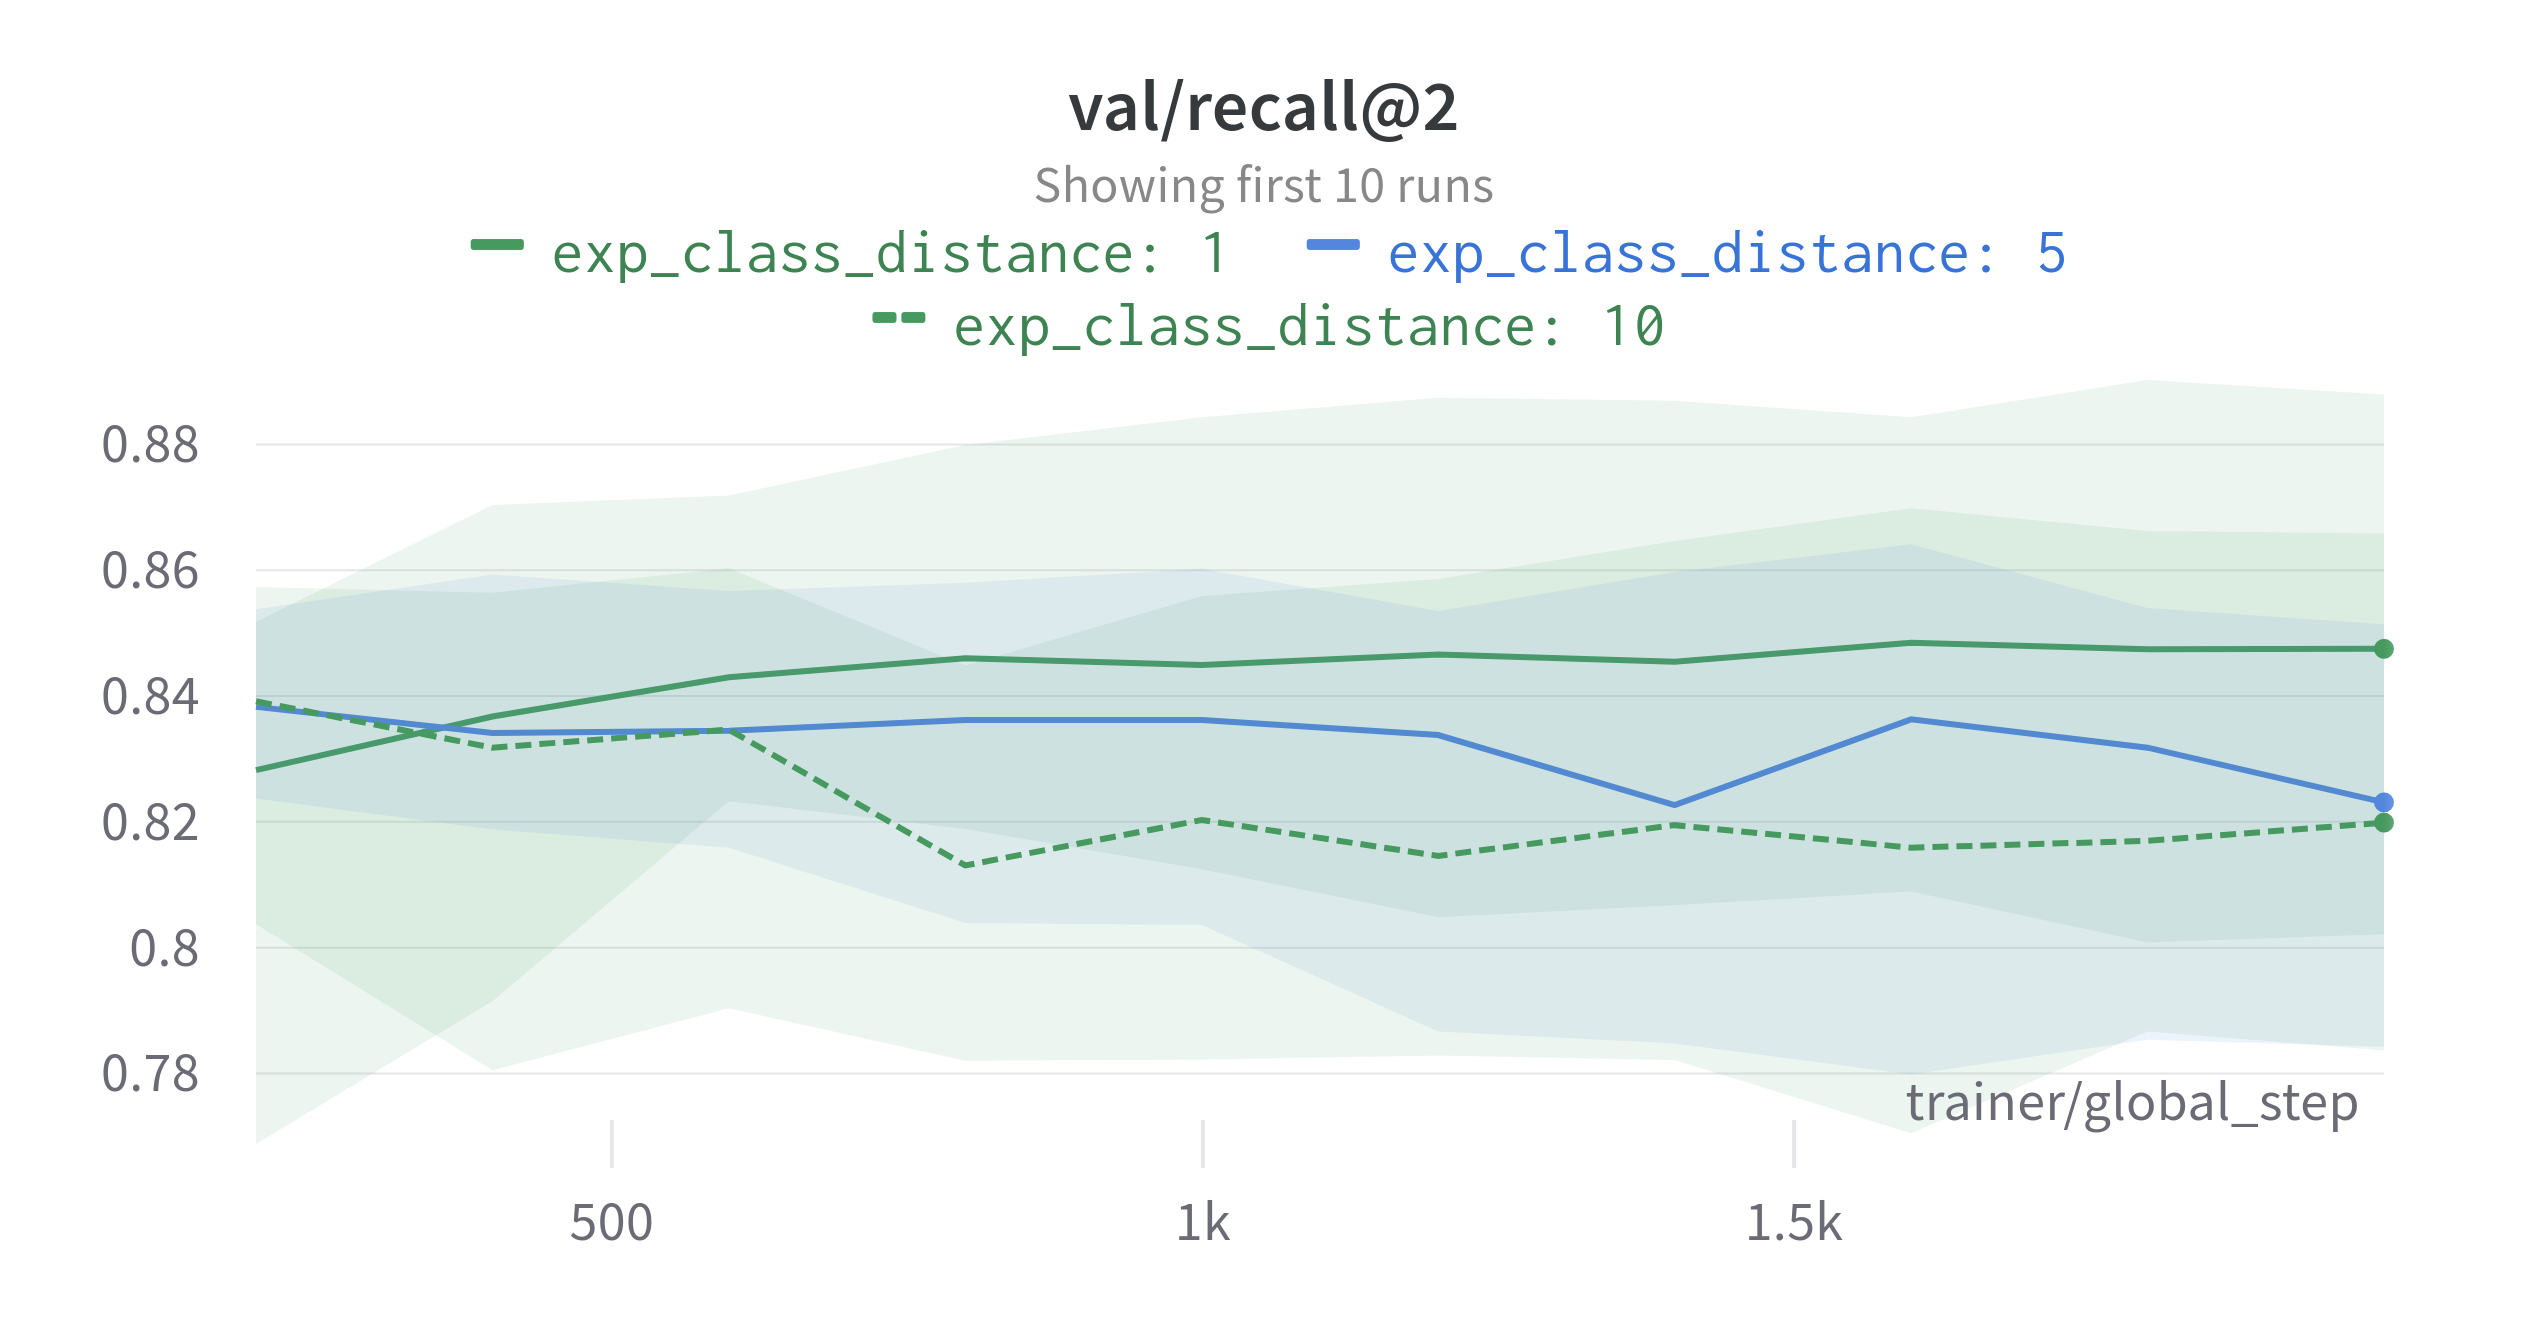 val/recall@2
Showing first 10 runs
exp_class_distance: 1 exp_class_distance: 5
exp_class_distance: 10
0.88
0.86
0.84
0.82
0.8
0.78
trainer/global_step
500 1k 1.5k